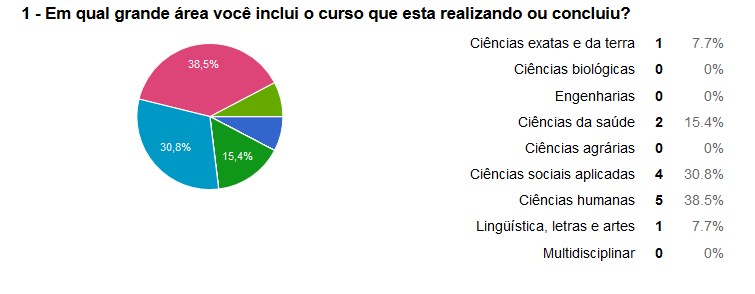 1 - Em qual grande área você inclui o curso que esta realizando ou concluiu?
38,5%
30,8%
15,4%
Ciências exatas e da terra 1 7.7%
Ciências biológicas 0 0%
Engenharias 0 0%
Ciências da saúde 2 15.4%
Ciências agrárias 0 0%
Ciências sociais aplicadas 4 30.8%
Ciências humanas 5 38.5%
Lingüística, letras e artes 1 7.7%
Multidisciplinar 0 0%